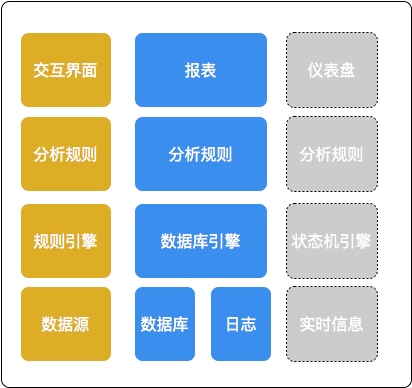 交互界面
报表
仪表盘
分析规则
分析规则
分析规则
规则引擎
数据库引擎
状态机引擎
数据源
数据库
日志
实时信息